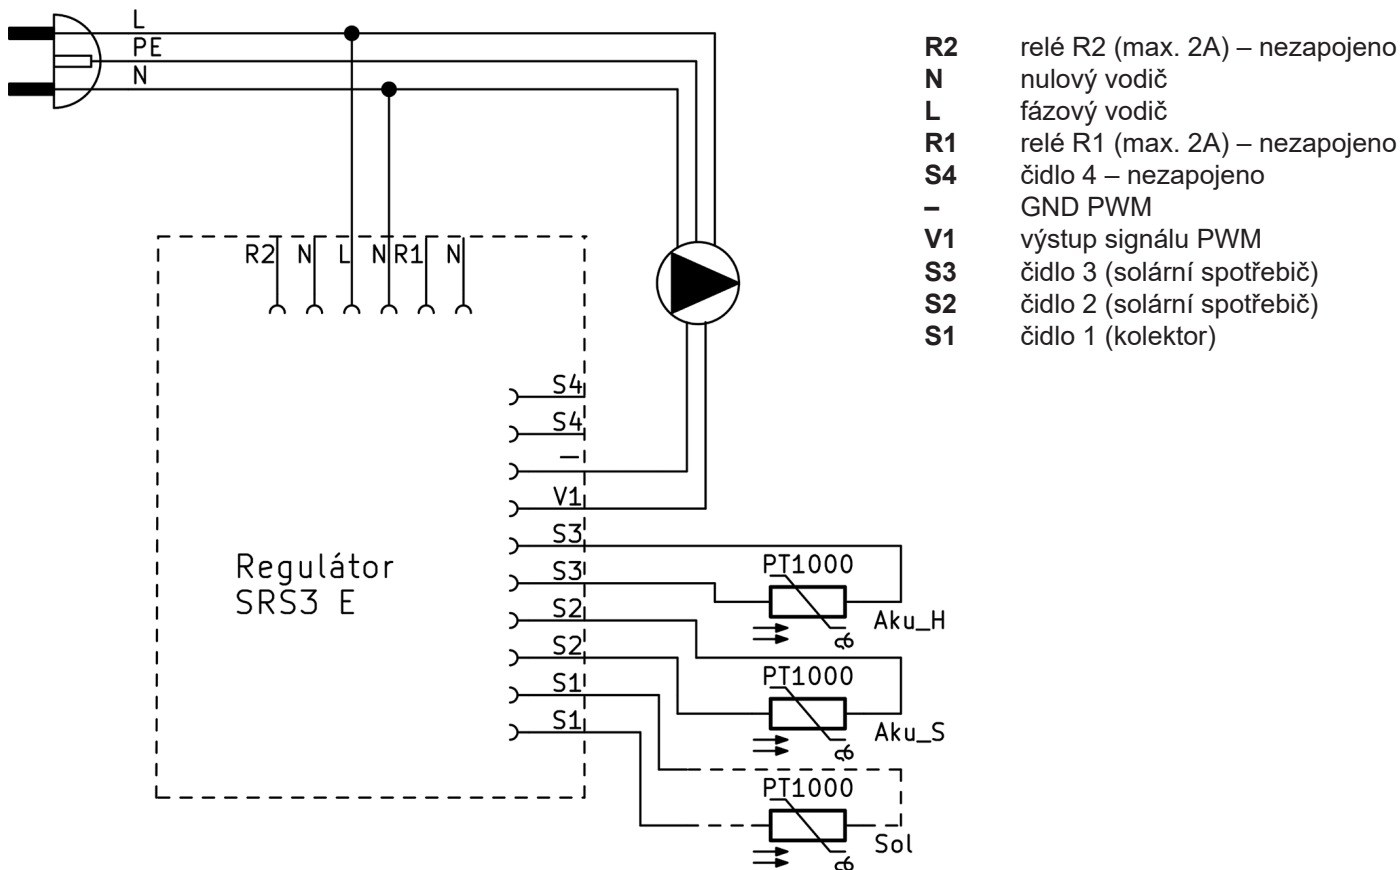 L
PE
N
R2 N L N R1 N
S4
S4
–
V1
S3
S3
S2
S2
S1
S1
Regulátor
SRS3 E
PT1000
Aku_H
PT1000
Aku_S
PT1000
Sol
R2 relé R2 (max. 2A) – nezapojeno
N nulový vodič
L fázový vodič
R1 relé R1 (max. 2A) – nezapojeno
S4 čidlo 4 – nezapojeno
– GND PWM
V1 výstup signálu PWM
S3 čidlo 3 (solární spotřebič)
S2 čidlo 2 (solární spotřebič)
S1 čidlo 1 (kolektor)